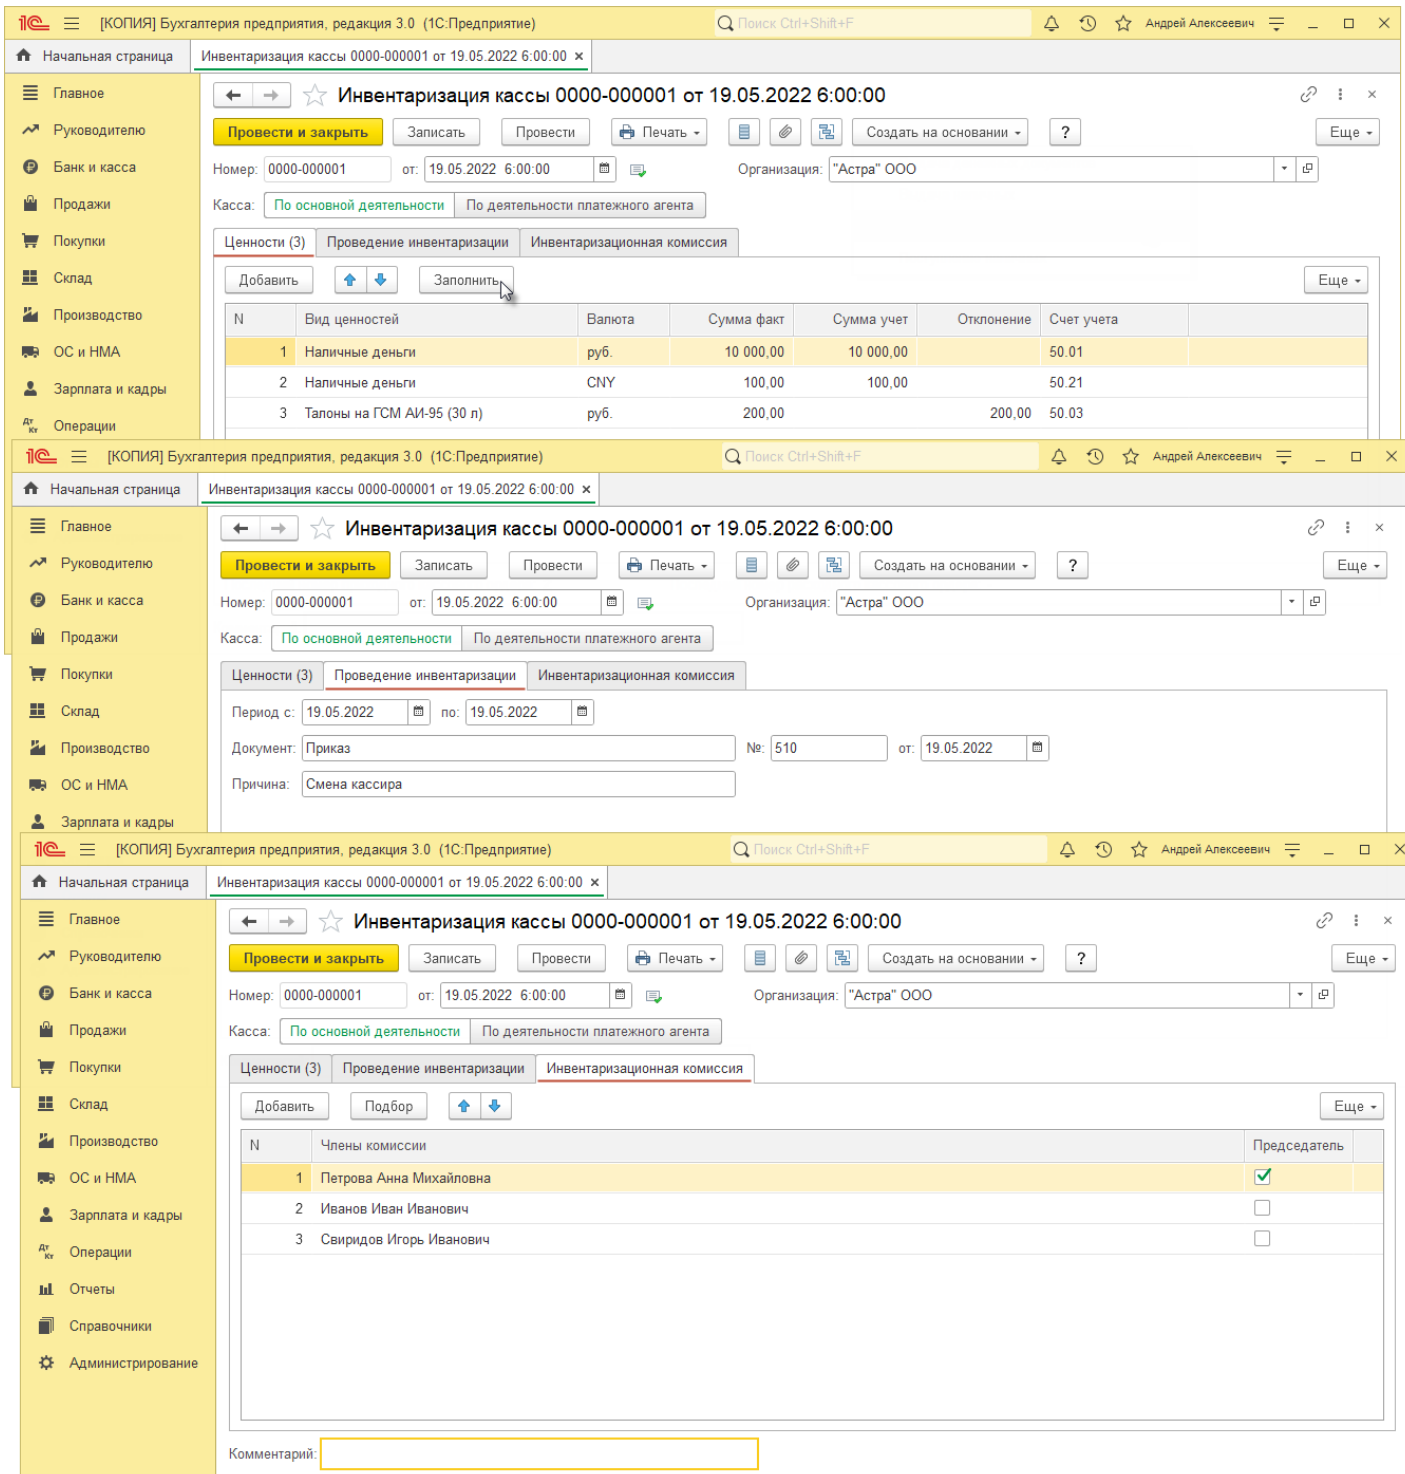 [КОПИЯ] Бухгалтерия предприятия, редакция 3.0 (1С:Предприятие)
Поиск Ctrl+Shift+F
Андрей Алексеевич
Начальная страница
Инвентаризация кассы 0000-000001 от 19.05.2022 6:00:00 ×
Главное
Руководителю
Банк и касса
Продажи
Покупки
Склад
Производство
ОС и НМА
Зарплата и кадры
Операции
Инвентаризация кассы 0000-000001 от 19.05.2022 6:00:00
Провести и закрыть Записать Провести Печать Создать на основании ? Еще
Номер: 0000-000001 от: 19.05.2022 6:00:00 Организация: "Астра" ООО
Касса: По основной деятельности По деятельности платежного агента
Ценности (3) Проведение инвентаризации Инвентаризационная комиссия
Добавить Заполнить Еще
N Вид ценностей Валюта Сумма факт Сумма учет Отклонение Счет учета
1 Наличные деньги руб. 10 000,00 10 000,00 50.01
2 Наличные деньги CNY 100,00 100,00 50.21
3 Талоны на ГСМ АИ-95 (30 л) руб. 200,00 200,00 50.03
[КОПИЯ] Бухгалтерия предприятия, редакция 3.0 (1С:Предприятие)
Поиск Ctrl+Shift+F
Андрей Алексеевич
Начальная страница
Инвентаризация кассы 0000-000001 от 19.05.2022 6:00:00 ×
Главное
Руководителю
Банк и касса
Продажи
Покупки
Склад
Производство
ОС и НМА
Зарплата и кадры
Инвентаризация кассы 0000-000001 от 19.05.2022 6:00:00
Провести и закрыть Записать Провести Печать Создать на основании ? Еще
Номер: 0000-000001 от: 19.05.2022 6:00:00 Организация: "Астра" ООО
Касса: По основной деятельности По деятельности платежного агента
Ценности (3) Проведение инвентаризации Инвентаризационная комиссия
Период с: 19.05.2022 по: 19.05.2022
Документ: Приказ №: 510 от: 19.05.2022
Причина: Смена кассира
[КОПИЯ] Бухгалтерия предприятия, редакция 3.0 (1С:Предприятие)
Поиск Ctrl+Shift+F
Андрей Алексеевич
Начальная страница
Инвентаризация кассы 0000-000001 от 19.05.2022 6:00:00 ×
Главное
Руководителю
Банк и касса
Продажи
Покупки
Склад
Производство
ОС и НМА
Зарплата и кадры
Операции
Отчеты
Справочники
Администрирование
Инвентаризация кассы 0000-000001 от 19.05.2022 6:00:00
Провести и закрыть Записать Провести Печать Создать на основании ? Еще
Номер: 0000-000001 от: 19.05.2022 6:00:00 Организация: "Астра" ООО
Касса: По основной деятельности По деятельности платежного агента
Ценности (3) Проведение инвентаризации Инвентаризационная комиссия
Добавить Подбор Еще
N Члены комиссии Председатель
1 Петрова Анна Михайловна
2 Иванов Иван Иванович
3 Свиридов Игорь Иванович
Комментарий: